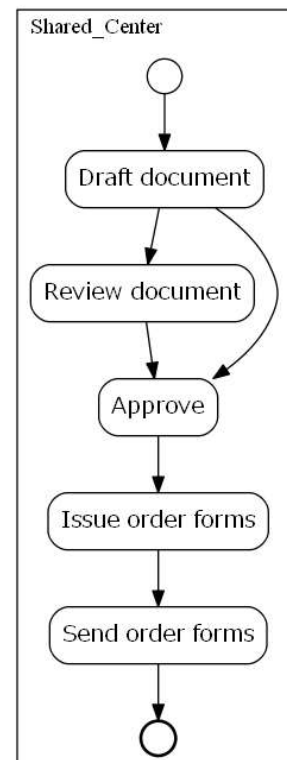 Shared_Center
Draft document
Review document
Approve
Issue order forms
Send order forms